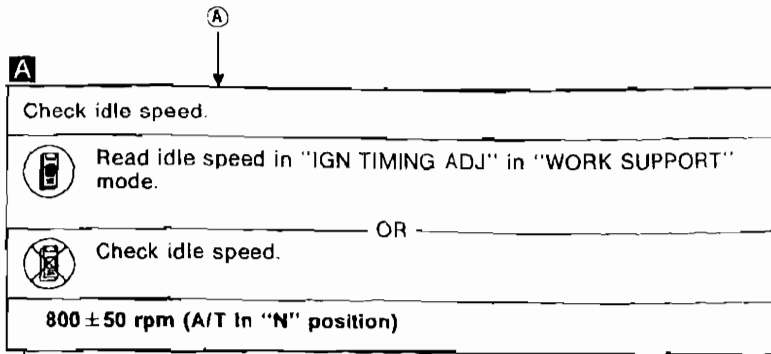 Ⓐ
A
Check idle speed.
Read idle speed in "IGN TIMING ADJ" in "WORK SUPPORT"
mode.
OR
Check idle speed.
800 ± 50 rpm (A/T in "N" position)